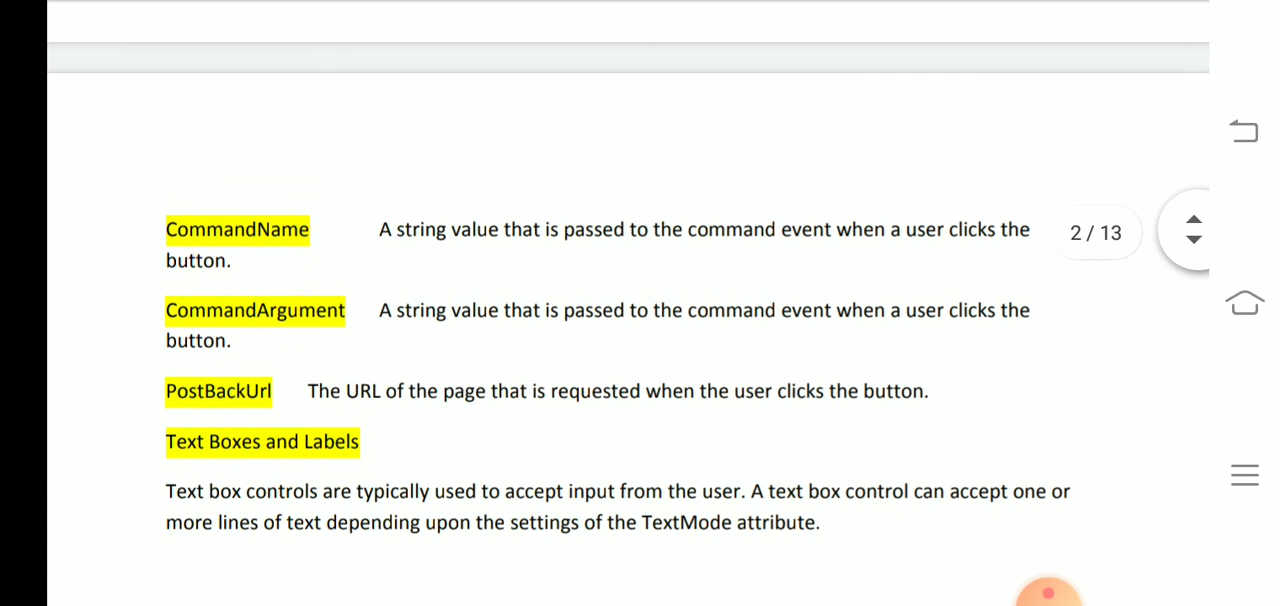 CommandName A string value that is passed to the command event when a user clicks the
button.
2 / 13
CommandArgument A string value that is passed to the command event when a user clicks the
button.
PostBackUrl The URL of the page that is requested when the user clicks the button.
Text Boxes and Labels
Text box controls are typically used to accept input from the user. A text box control can accept one or
more lines of text depending upon the settings of the TextMode attribute.